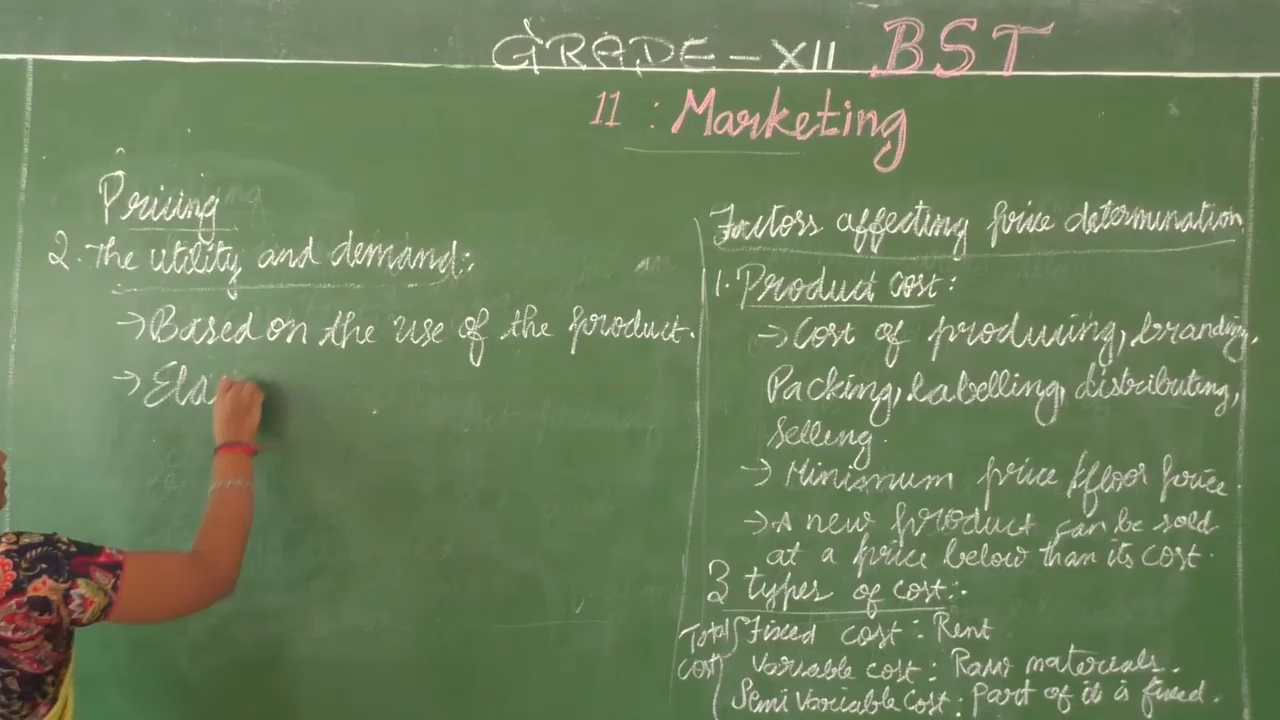 GRADE - XII BST
11 : Marketing
Pricing
2. The utility and demand:
→ Based on the use of the product.
→ Ela
Factors affecting price determination
1. Product cost:
→ Cost of producing, branding,
Packing, labelling, distributing,
selling.
→ Minimum price / floor price.
→ A new product can be sold
at a price below than its cost.
3 types of cost:
Total cost { Fixed cost : Rent
Variable cost : Raw materials.
Semi Variable Cost : Part of it is fixed.